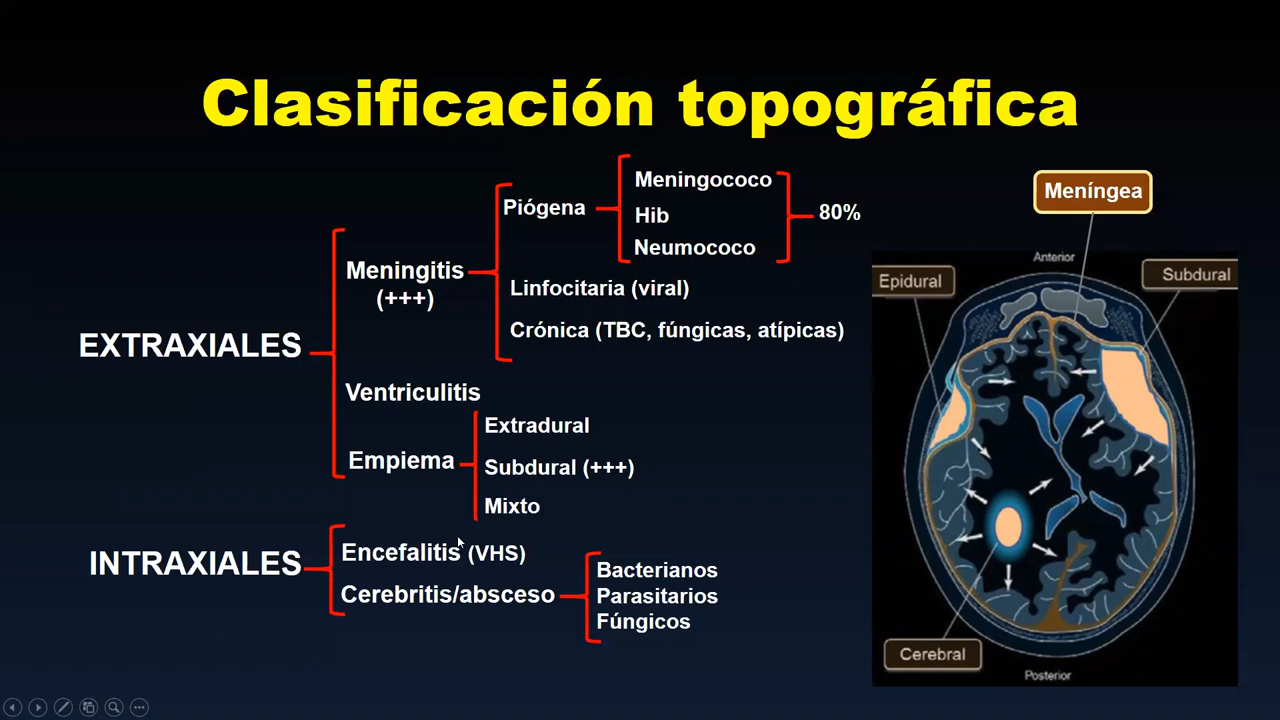 Clasificación topográfica
EXTRAXIALES
Meningitis
(+++)
Piógena
Meningococo
Hib
Neumococo
80%
Linfocitaria (viral)
Crónica (TBC, fúngicas, atípicas)
Ventriculitis
Empiema
Extradural
Subdural (+++)
Mixto
INTRAXIALES
Encefalitis (VHS)
Cerebritis/absceso
Bacterianos
Parasitarios
Fúngicos
Meníngea
Anterior
Epidural
Subdural
Cerebral
Posterior